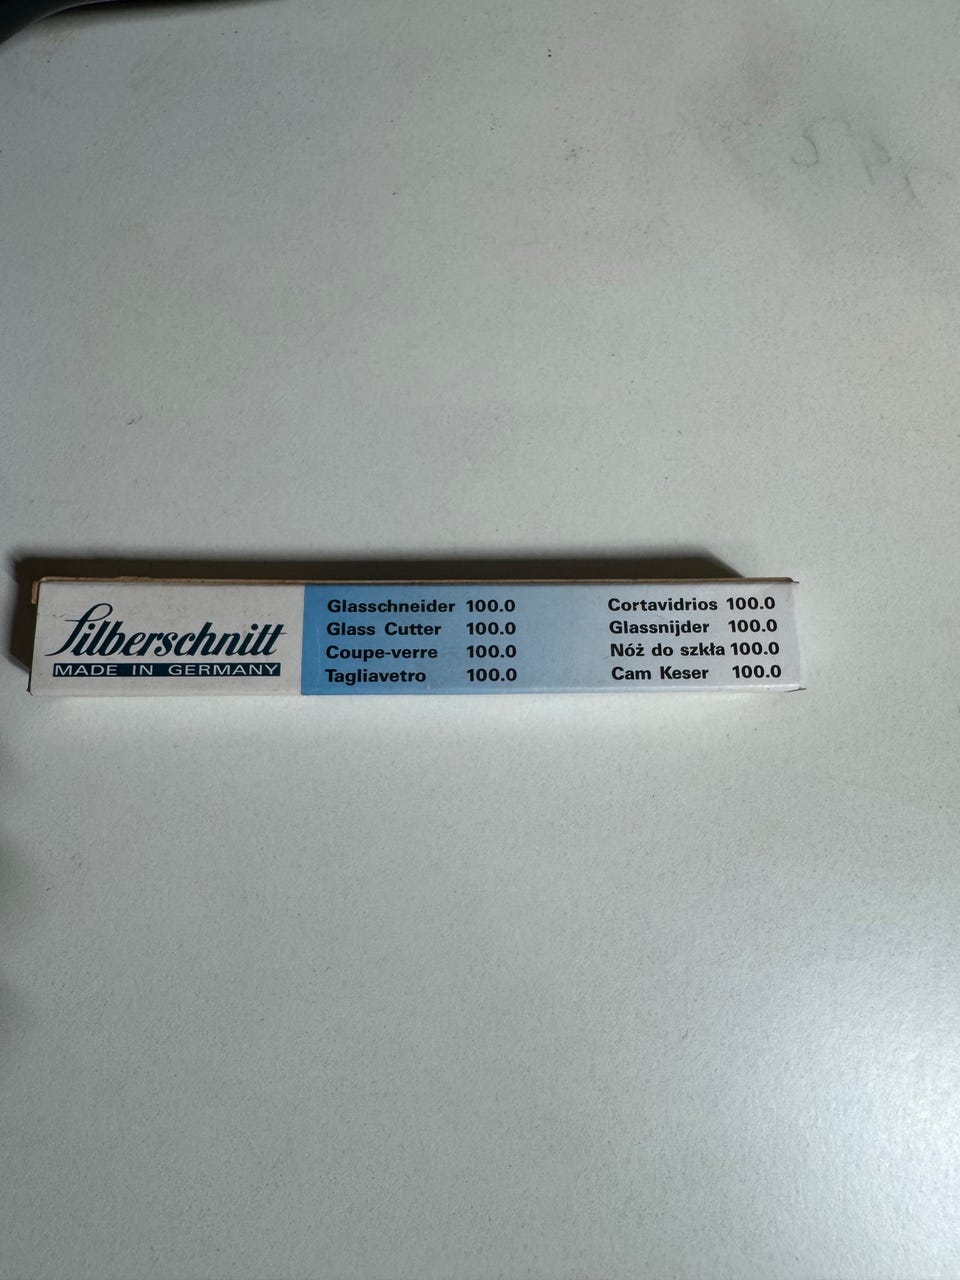 Silberschnitt
MADE IN GERMANY
Glasschneider 100.0
Glass Cutter 100.0
Coupe-verre 100.0
Tagliavetro 100.0
Cortavidrios 100.0
Glassnijder 100.0
Nóż do szkła 100.0
Cam Keser 100.0